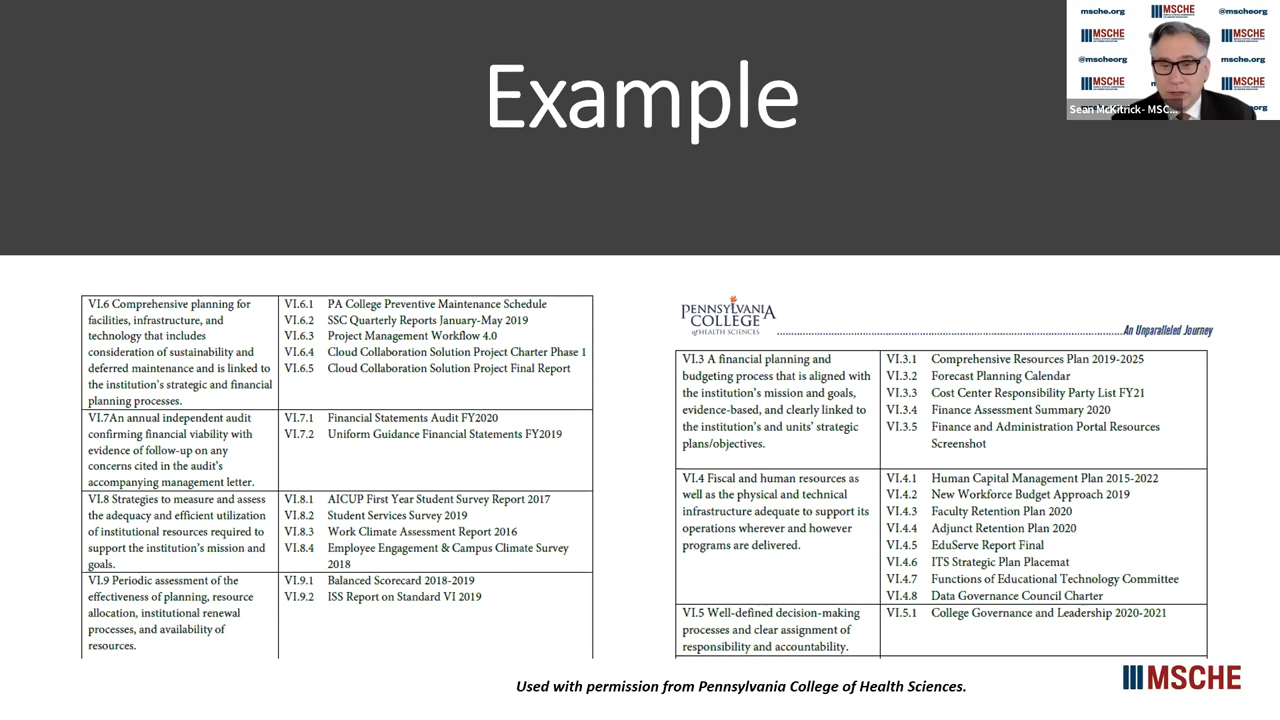 Example
msche.org
MSCHE
@mscheorg
MSCHE
MSCHE
@mscheorg
msche.org
MSCHE
MSCHE
Sean McKitrick- MSC...
VI.6 Comprehensive planning for
facilities, infrastructure, and
technology that includes
consideration of sustainability and
deferred maintenance and is linked to
the institution's strategic and financial
planning processes.
VI.6.1 PA College Preventive Maintenance Schedule
VI.6.2 SSC Quarterly Reports January-May 2019
VI.6.3 Project Management Workflow 4.0
VI.6.4 Cloud Collaboration Solution Project Charter Phase 1
VI.6.5 Cloud Collaboration Solution Project Final Report
VI.7An annual independent audit
confirming financial viability with
evidence of follow-up on any
concerns cited in the audit's
accompanying management letter.
VI.7.1 Financial Statements Audit FY2020
VI.7.2 Uniform Guidance Financial Statements FY2019
VI.8 Strategies to measure and assess
the adequacy and efficient utilization
of institutional resources required to
support the institution's mission and
goals.
VI.8.1 AICUP First Year Student Survey Report 2017
VI.8.2 Student Services Survey 2019
VI.8.3 Work Climate Assessment Report 2016
VI.8.4 Employee Engagement & Campus Climate Survey
2018
VI.9 Periodic assessment of the
effectiveness of planning, resource
allocation, institutional renewal
processes, and availability of
resources.
VI.9.1 Balanced Scorecard 2018-2019
VI.9.2 ISS Report on Standard VI 2019
PENNSYLVANIA
COLLEGE
of HEALTH SCIENCES
An Unparalleled Journey
VI.3 A financial planning and
budgeting process that is aligned with
the institution's mission and goals,
evidence-based, and clearly linked to
the institution's and units' strategic
plans/objectives.
VI.3.1 Comprehensive Resources Plan 2019-2025
VI.3.2 Forecast Planning Calendar
VI.3.3 Cost Center Responsibility Party List FY21
VI.3.4 Finance Assessment Summary 2020
VI.3.5 Finance and Administration Portal Resources
Screenshot
VI.4 Fiscal and human resources as
well as the physical and technical
infrastructure adequate to support its
operations wherever and however
programs are delivered.
VI.4.1 Human Capital Management Plan 2015-2022
VI.4.2 New Workforce Budget Approach 2019
VI.4.3 Faculty Retention Plan 2020
VI.4.4 Adjunct Retention Plan 2020
VI.4.5 EduServe Report Final
VI.4.6 ITS Strategic Plan Placemat
VI.4.7 Functions of Educational Technology Committee
VI.4.8 Data Governance Council Charter
VI.5 Well-defined decision-making
processes and clear assignment of
responsibility and accountability.
VI.5.1 College Governance and Leadership 2020-2021
Used with permission from Pennsylvania College of Health Sciences.
MSCHE